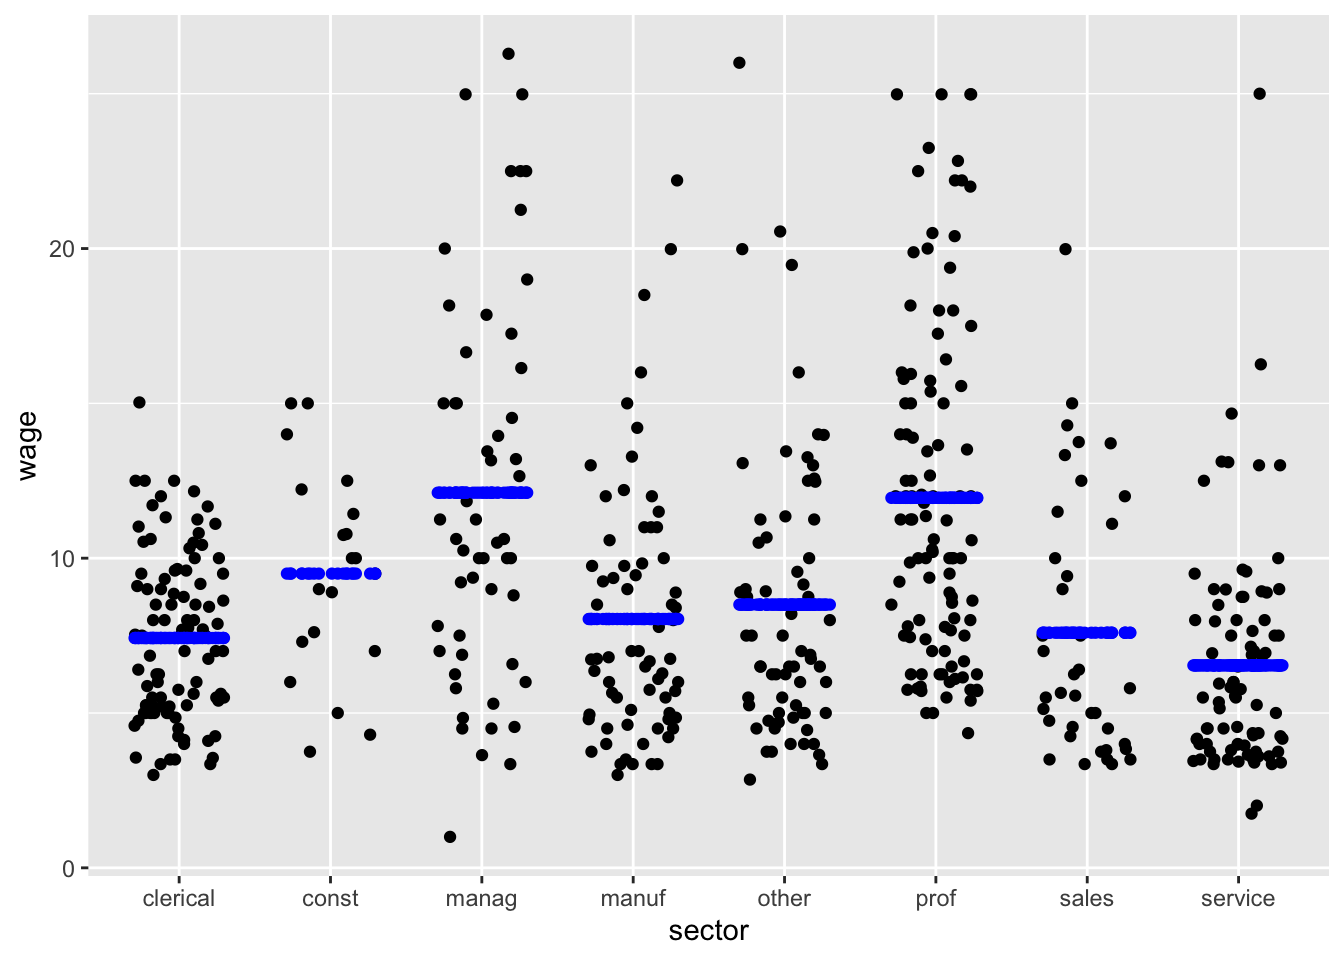 wage
20
10
0
clerical const manag manuf other prof sales service
sector